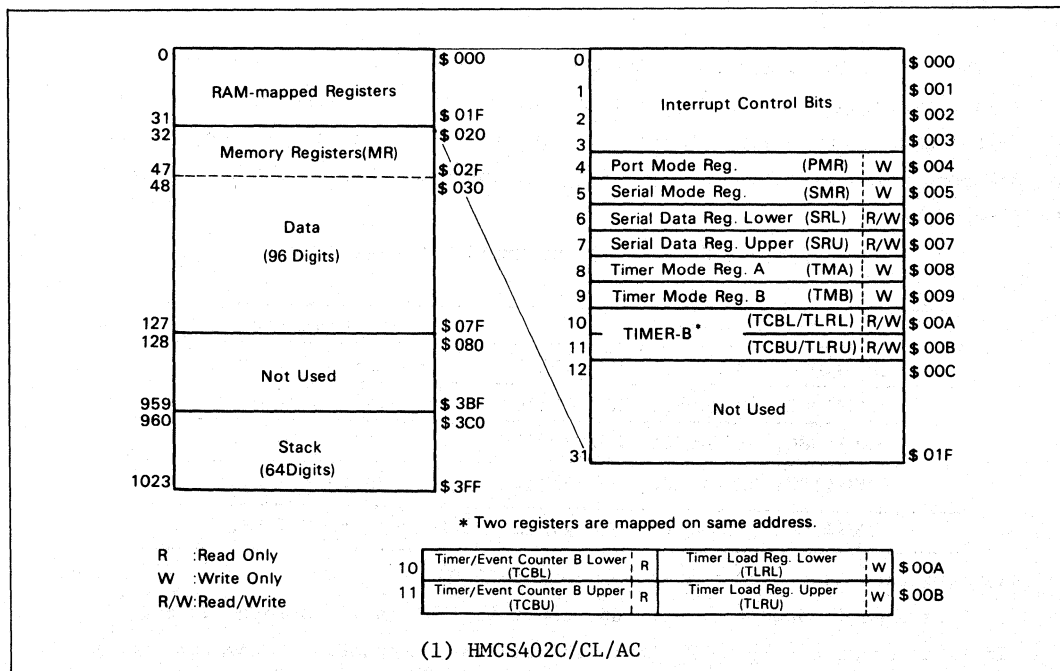 0 $ 000
RAM-mapped Registers
31 $ 01F
32 $ 020
Memory Registers(MR)
47 $ 02F
48 $ 030
Data
(96 Digits)
127 $ 07F
128 $ 080
Not Used
959 $ 3BF
960 $ 3C0
Stack
(64Digits)
1023 $ 3FF
0 $ 000
1 $ 001
Interrupt Control Bits
2 $ 002
3 $ 003
4 Port Mode Reg. (PMR) W $ 004
5 Serial Mode Reg. (SMR) W $ 005
6 Serial Data Reg. Lower (SRL) R/W $ 006
7 Serial Data Reg. Upper (SRU) R/W $ 007
8 Timer Mode Reg. A (TMA) W $ 008
9 Timer Mode Reg. B (TMB) W $ 009
10 (TCBL/TLRL) R/W $ 00A
TIMER-B*
11 (TCBU/TLRU) R/W $ 00B
12 $ 00C
Not Used
31 $ 01F
* Two registers are mapped on same address.
R :Read Only
W :Write Only
R/W:Read/Write
10 Timer/Event Counter B Lower (TCBL) R Timer Load Reg. Lower (TLRL) W $ 00A
11 Timer/Event Counter B Upper (TCBU) R Timer Load Reg. Upper (TLRU) W $ 00B
(1) HMCS402C/CL/AC